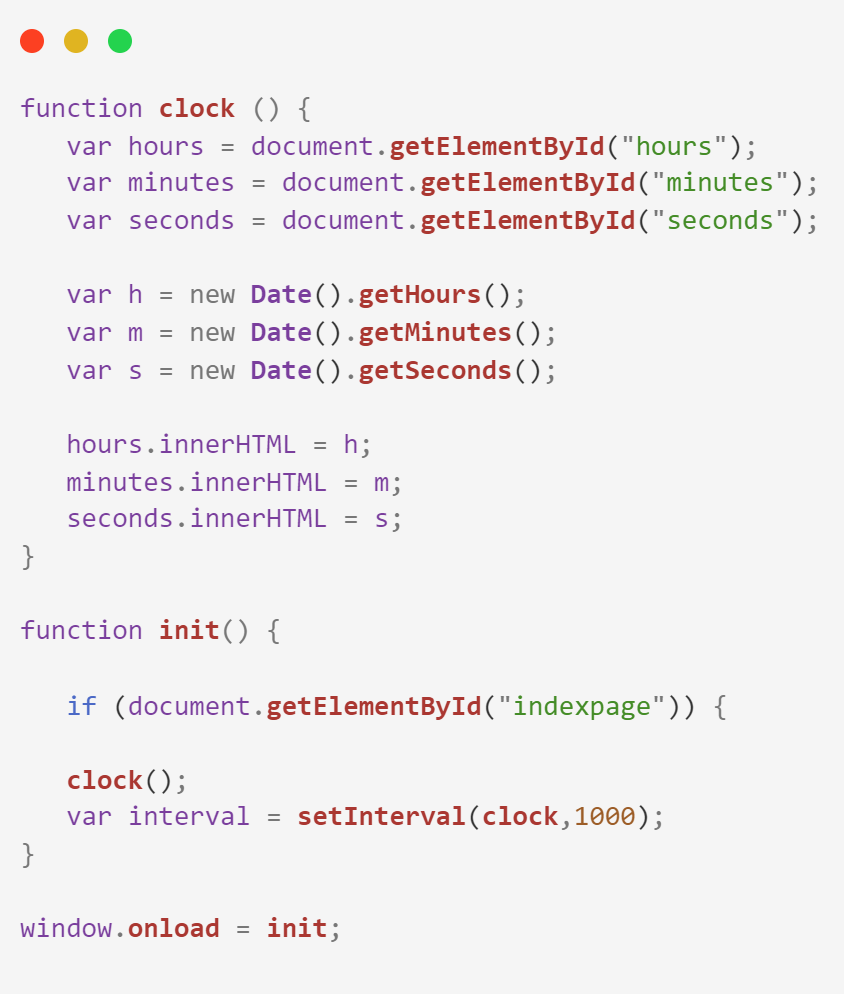 function clock () {
   var hours = document.getElementById("hours");
   var minutes = document.getElementById("minutes");
   var seconds = document.getElementById("seconds");

   var h = new Date().getHours();
   var m = new Date().getMinutes();
   var s = new Date().getSeconds();

   hours.innerHTML = h;
   minutes.innerHTML = m;
   seconds.innerHTML = s;
}

function init() {

   if (document.getElementById("indexpage")) {

   clock();
   var interval = setInterval(clock,1000);
}

window.onload = init;